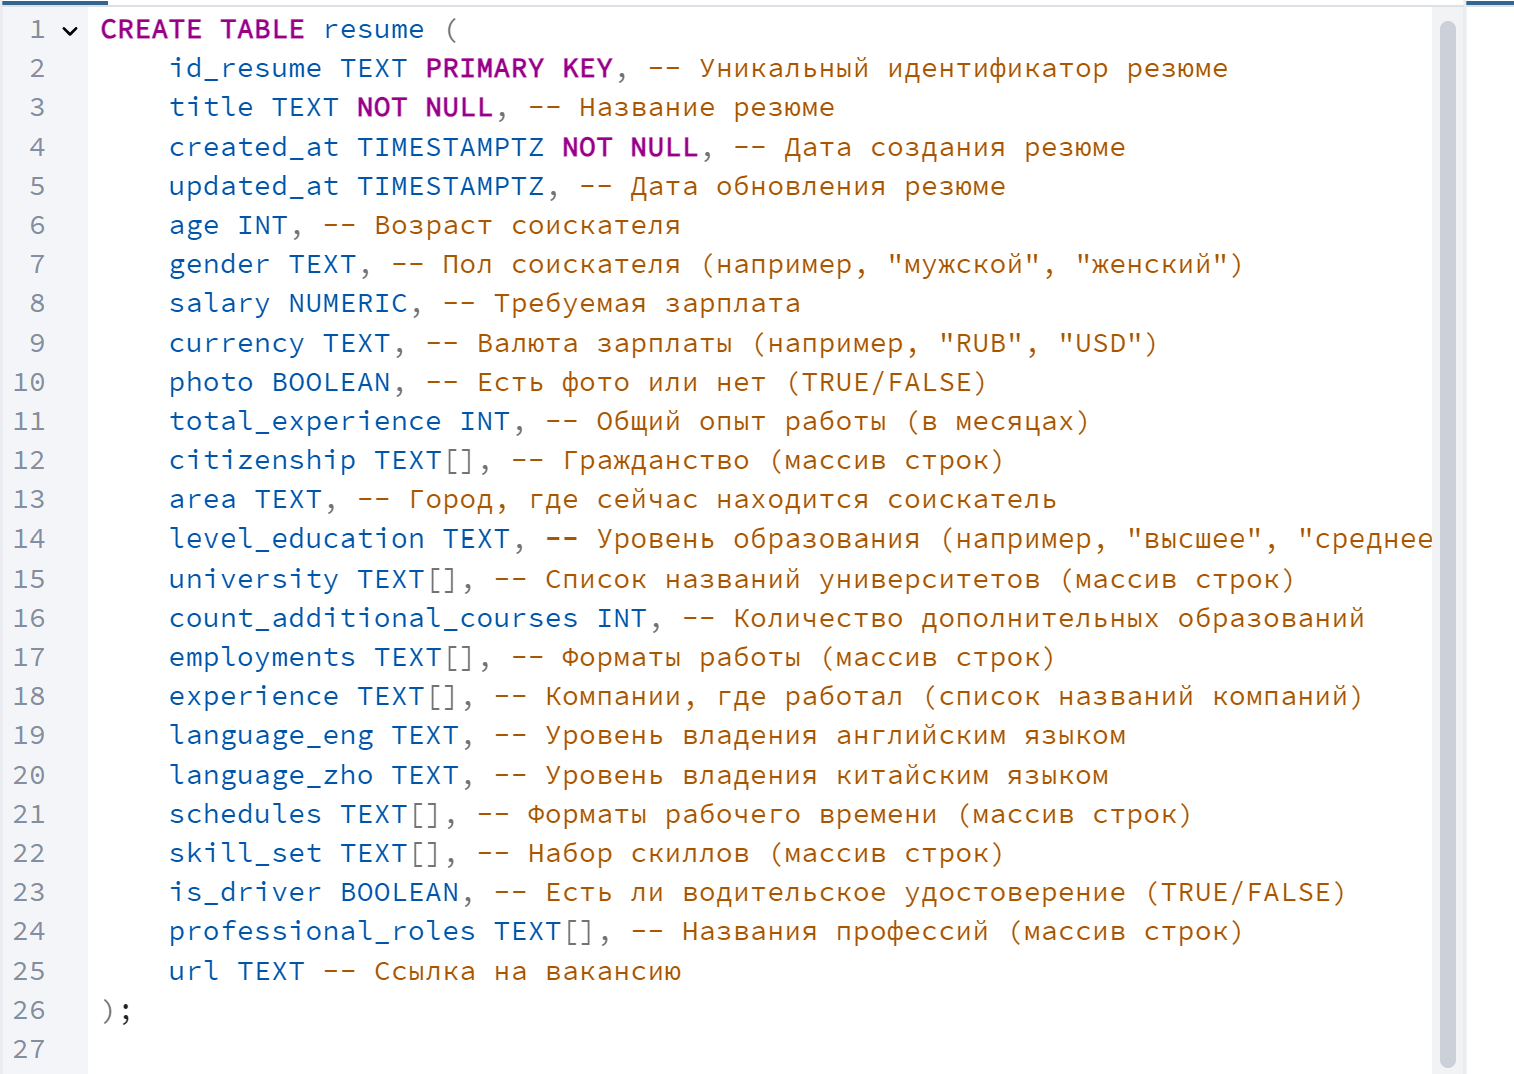 1 CREATE TABLE resume (
2 id_resume TEXT PRIMARY KEY, -- Уникальный идентификатор резюме
3 title TEXT NOT NULL, -- Название резюме
4 created_at TIMESTAMPTZ NOT NULL, -- Дата создания резюме
5 updated_at TIMESTAMPTZ, -- Дата обновления резюме
6 age INT, -- Возраст соискателя
7 gender TEXT, -- Пол соискателя (например, "мужской", "женский")
8 salary NUMERIC, -- Требуемая зарплата
9 currency TEXT, -- Валюта зарплаты (например, "RUB", "USD")
10 photo BOOLEAN, -- Есть фото или нет (TRUE/FALSE)
11 total_experience INT, -- Общий опыт работы (в месяцах)
12 citizenship TEXT[], -- Гражданство (массив строк)
13 area TEXT, -- Город, где сейчас находится соискатель
14 level_education TEXT, -- Уровень образования (например, "высшее", "среднее
15 university TEXT[], -- Список названий университетов (массив строк)
16 count_additional_courses INT, -- Количество дополнительных образований
17 employments TEXT[], -- Форматы работы (массив строк)
18 experience TEXT[], -- Компании, где работал (список названий компаний)
19 language_eng TEXT, -- Уровень владения английским языком
20 language_zho TEXT, -- Уровень владения китайским языком
21 schedules TEXT[], -- Форматы рабочего времени (массив строк)
22 skill_set TEXT[], -- Набор скиллов (массив строк)
23 is_driver BOOLEAN, -- Есть ли водительское удостоверение (TRUE/FALSE)
24 professional_roles TEXT[], -- Названия профессий (массив строк)
25 url TEXT -- Ссылка на вакансию
26 );
27